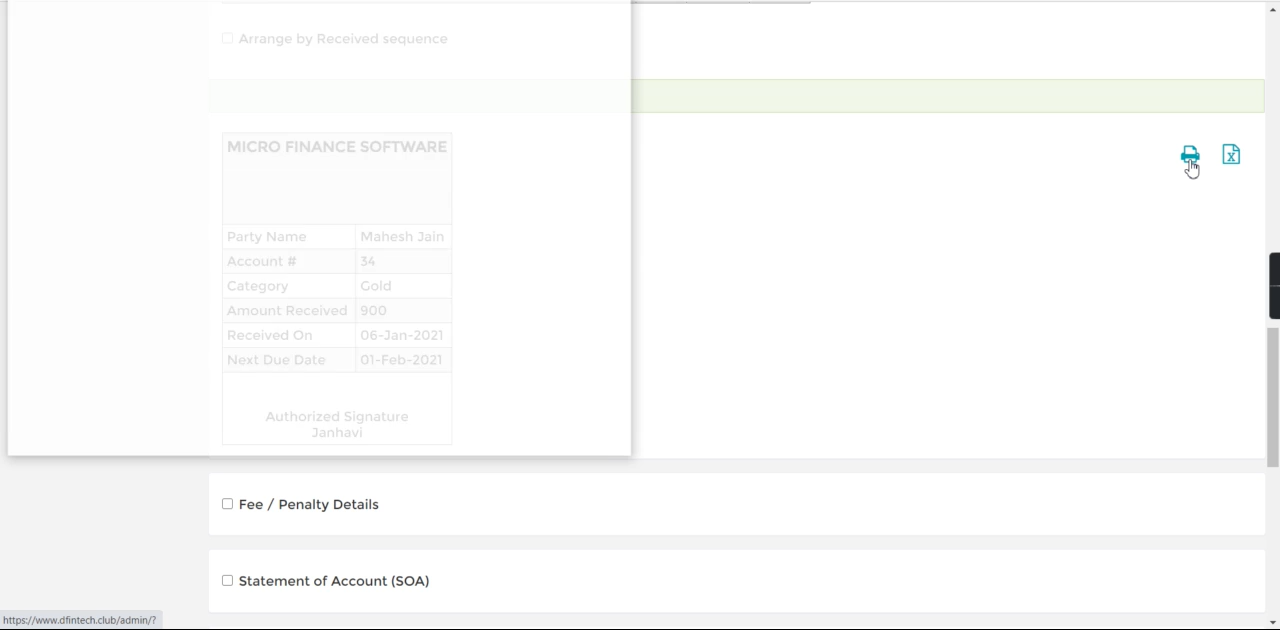 Arrange by Received sequence
MICRO FINANCE SOFTWARE
Party Name Mahesh Jain
Account # 34
Category Gold
Amount Received 900
Received On 06-Jan-2021
Next Due Date 01-Feb-2021
Authorized Signature
Janhavi
Fee / Penalty Details
Statement of Account (SOA)
https://www.dfintech.club/admin/?